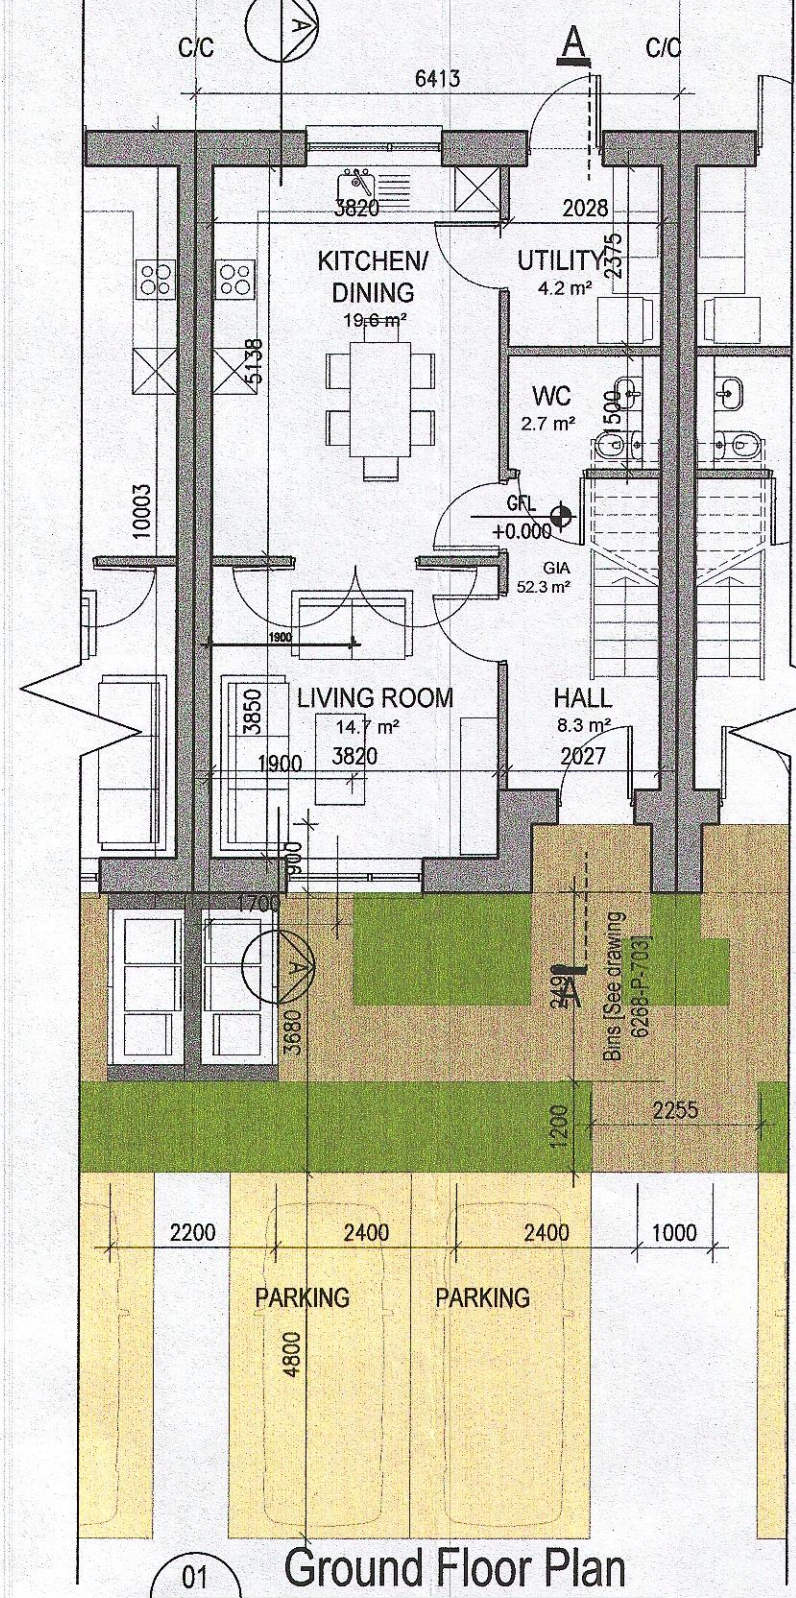 A
C/C
A
C/C
6413
3820
2028
KITCHEN/
DINING
19.6 m²
UTILITY
4.2 m²
2375
5138
WC
2.7 m²
1500
10003
GFL
+0.000
GIA
52.3 m²
1900
LIVING ROOM
14.7 m²
3850
HALL
8.3 m²
1900
3820
2027
900
1700
A
A
Bins [See drawing
6268-P-703]
3680
1200
2255
2200
2400
2400
1000
PARKING
PARKING
4800
01
Ground Floor Plan